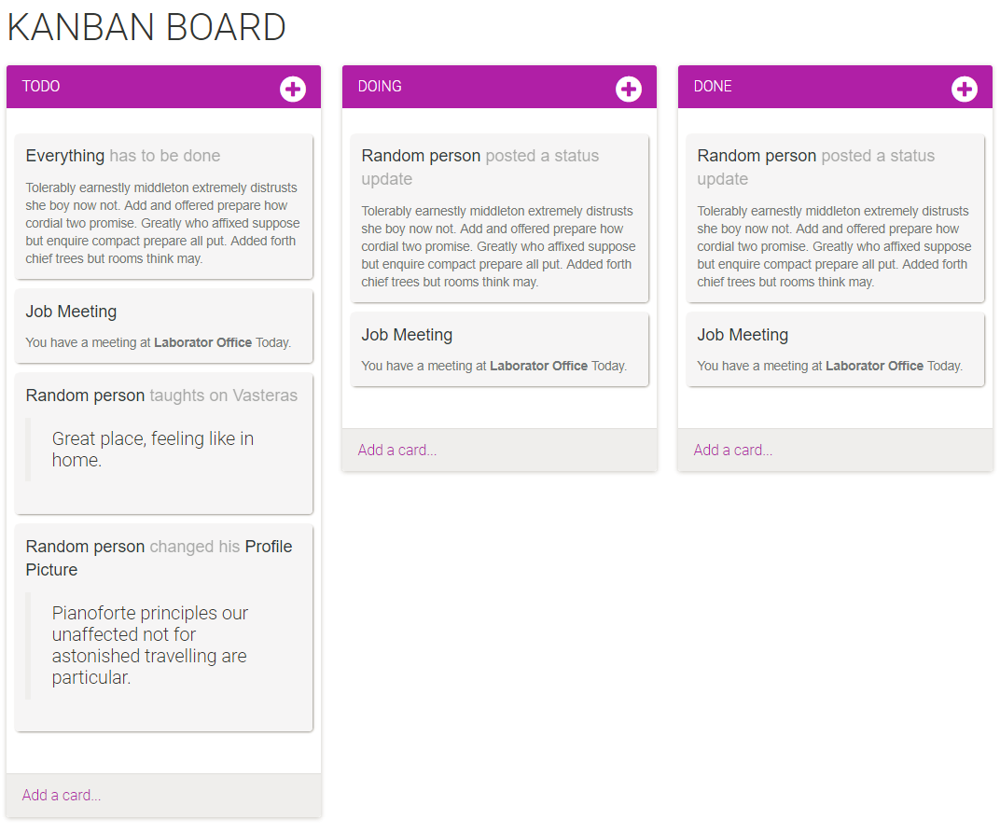 KANBAN BOARD
TODO
Everything has to be done
Tolerably earnestly middleton extremely distrusts
she boy now not. Add and offered prepare how
cordial two promise. Greatly who affixed suppose
but enquire compact prepare all put. Added forth
chief trees but rooms think may.
Job Meeting
You have a meeting at Laborator Office Today.
Random person taughts on Vasteras
Great place, feeling like in
home.
Random person changed his Profile
Picture
Pianoforte principles our
unaffected not for
astonished travelling are
particular.
Add a card...
DOING
Random person posted a status
update
Tolerably earnestly middleton extremely distrusts
she boy now not. Add and offered prepare how
cordial two promise. Greatly who affixed suppose
but enquire compact prepare all put. Added forth
chief trees but rooms think may.
Job Meeting
You have a meeting at Laborator Office Today.
Add a card...
DONE
Random person posted a status
update
Tolerably earnestly middleton extremely distrusts
she boy now not. Add and offered prepare how
cordial two promise. Greatly who affixed suppose
but enquire compact prepare all put. Added forth
chief trees but rooms think may.
Job Meeting
You have a meeting at Laborator Office Today.
Add a card...